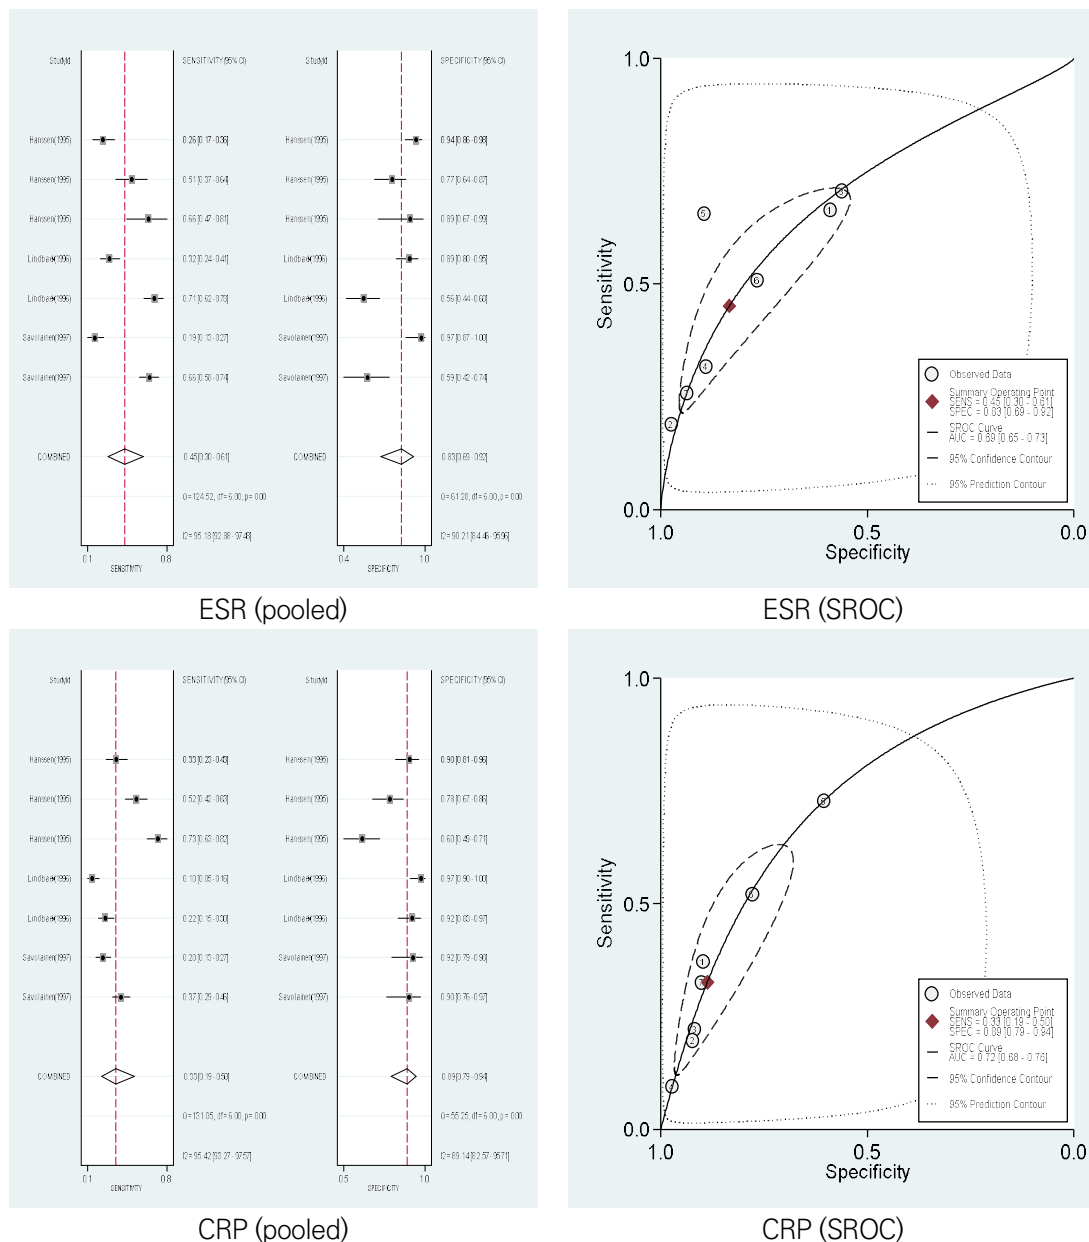 StudyId SENSITIVITY (95% CI)
Hanssen(1995) 0.26 [0.17 - 0.36]
Hanssen(1995) 0.51 [0.37 - 0.64]
Hanssen(1995) 0.66 [0.47 - 0.81]
Lindbaek(1996) 0.32 [0.24 - 0.41]
Lindbaek(1996) 0.71 [0.62 - 0.78]
Savolainen(1997) 0.19 [0.13 - 0.27]
Savolainen(1997) 0.66 [0.58 - 0.74]
COMBINED 0.45 [0.30 - 0.61]
Q=124.52, df = 6.00, p = 0.00
I2 = 95.18 [92.88 - 97.48]
0.1 0.8
SENSITIVITY
StudyId SPECIFICITY (95% CI)
Hanssen(1995) 0.94 [0.86 - 0.98]
Hanssen(1995) 0.77 [0.64 - 0.87]
Hanssen(1995) 0.89 [0.67 - 0.99]
Lindbaek(1996) 0.89 [0.80 - 0.95]
Lindbaek(1996) 0.56 [0.44 - 0.68]
Savolainen(1997) 0.97 [0.87 - 1.00]
Savolainen(1997) 0.59 [0.42 - 0.74]
COMBINED 0.83 [0.69 - 0.92]
Q= 61.28, df = 6.00, p = 0.00
I2 = 90.21 [84.46 - 95.96]
0.4 1.0
SPECIFICITY
ESR (pooled)
1.0
0.5
0.0
Sensitivity
5
3
1
6
4
2
Observed Data
Summary Operating Point
SENS = 0.45 [0.30 - 0.61]
SPEC = 0.83 [0.69 - 0.92]
SROC Curve
AUC = 0.69 [0.65 - 0.73]
95% Confidence Contour
95% Prediction Contour
1.0 0.5 0.0
Specificity
ESR (SROC)
StudyId SENSITIVITY (95% CI)
Hanssen(1995) 0.33 [0.23 - 0.43]
Hanssen(1995) 0.52 [0.42 - 0.63]
Hanssen(1995) 0.73 [0.63 - 0.82]
Lindbaek(1996) 0.10 [0.05 - 0.16]
Lindbaek(1996) 0.22 [0.15 - 0.30]
Savolainen(1997) 0.20 [0.13 - 0.27]
Savolainen(1997) 0.37 [0.29 - 0.46]
COMBINED 0.33 [0.19 - 0.50]
Q=131.05, df = 6.00, p = 0.00
I2 = 95.42 [93.27 - 97.57]
0.1 0.8
SENSITIVITY
StudyId SPECIFICITY (95% CI)
Hanssen(1995) 0.90 [0.81 - 0.96]
Hanssen(1995) 0.78 [0.67 - 0.86]
Hanssen(1995) 0.60 [0.49 - 0.71]
Lindbaek(1996) 0.97 [0.90 - 1.00]
Lindbaek(1996) 0.92 [0.83 - 0.97]
Savolainen(1997) 0.92 [0.79 - 0.98]
Savolainen(1997) 0.90 [0.76 - 0.97]
COMBINED 0.89 [0.79 - 0.94]
Q= 55.25, df = 6.00, p = 0.00
I2 = 89.14 [82.57 - 95.71]
0.5 1.0
SPECIFICITY
CRP (pooled)
1.0
0.5
0.0
Sensitivity
1
2
Observed Data
Summary Operating Point
SENS = 0.33 [0.19 - 0.50]
SPEC = 0.89 [0.79 - 0.94]
SROC Curve
AUC = 0.72 [0.68 - 0.76]
95% Confidence Contour
95% Prediction Contour
1.0 0.5 0.0
Specificity
CRP (SROC)